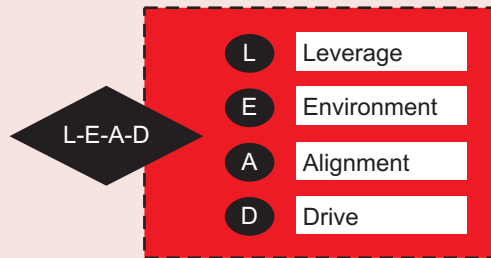 L-E-A-D
L Leverage
E Environment
A Alignment
D Drive